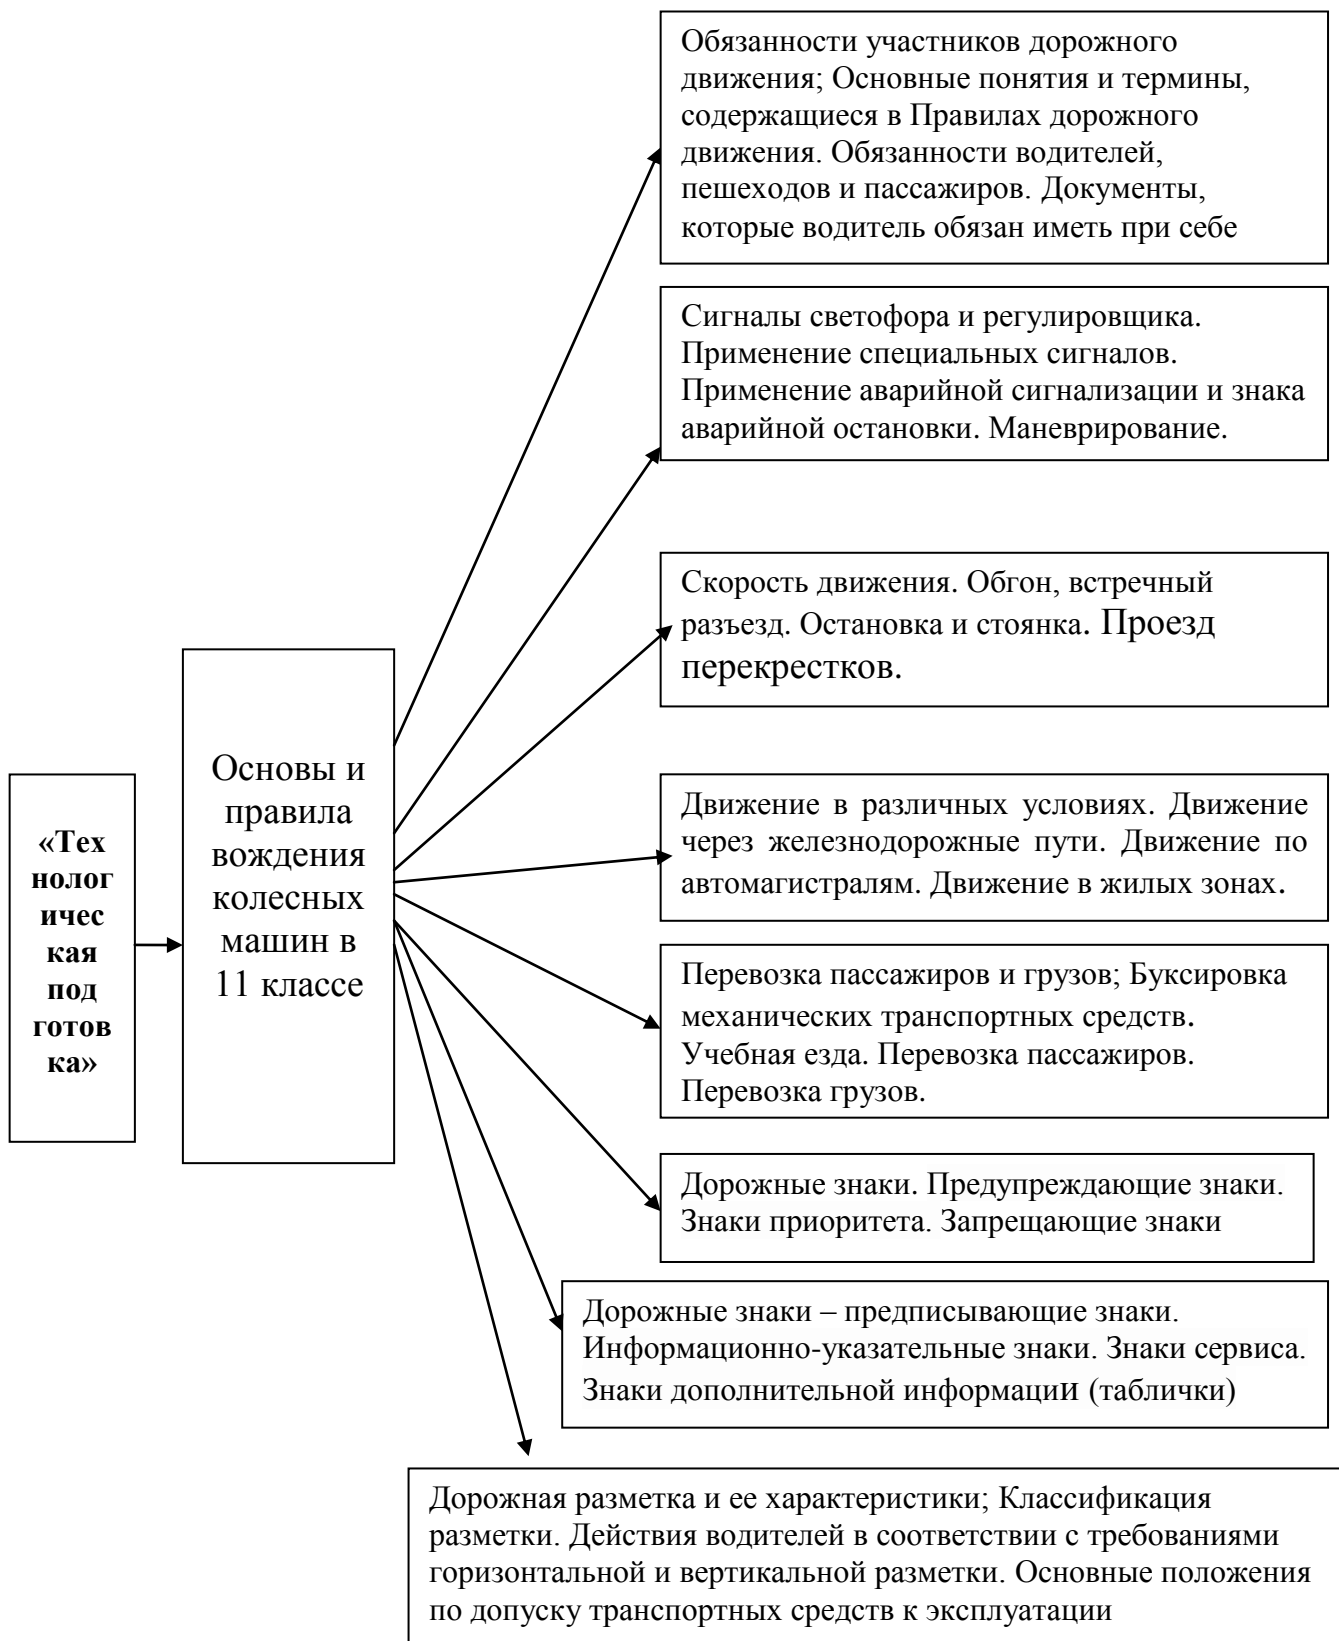 Обязанности участников дорожного
движения; Основные понятия и термины,
содержащиеся в Правилах дорожного
движения. Обязанности водителей,
пешеходов и пассажиров. Документы,
которые водитель обязан иметь при себе
Сигналы светофора и регулировщика.
Применение специальных сигналов.
Применение аварийной сигнализации и знака
аварийной остановки. Маневрирование.
Скорость движения. Обгон, встречный
разъезд. Остановка и стоянка. Проезд
перекрестков.
«Тех
нолог
ичес
кая
под
готов
ка»
Основы и
правила
вождения
колесных
машин в
11 классе
Движение в различных условиях. Движение
через железнодорожные пути. Движение по
автомагистралям. Движение в жилых зонах.
Перевозка пассажиров и грузов; Буксировка
механических транспортных средств.
Учебная езда. Перевозка пассажиров.
Перевозка грузов.
Дорожные знаки. Предупреждающие знаки.
Знаки приоритета. Запрещающие знаки
Дорожные знаки – предписывающие знаки.
Информационно-указательные знаки. Знаки сервиса.
Знаки дополнительной информации (таблички)
Дорожная разметка и ее характеристики; Классификация
разметки. Действия водителей в соответствии с требованиями
горизонтальной и вертикальной разметки. Основные положения
по допуску транспортных средств к эксплуатации